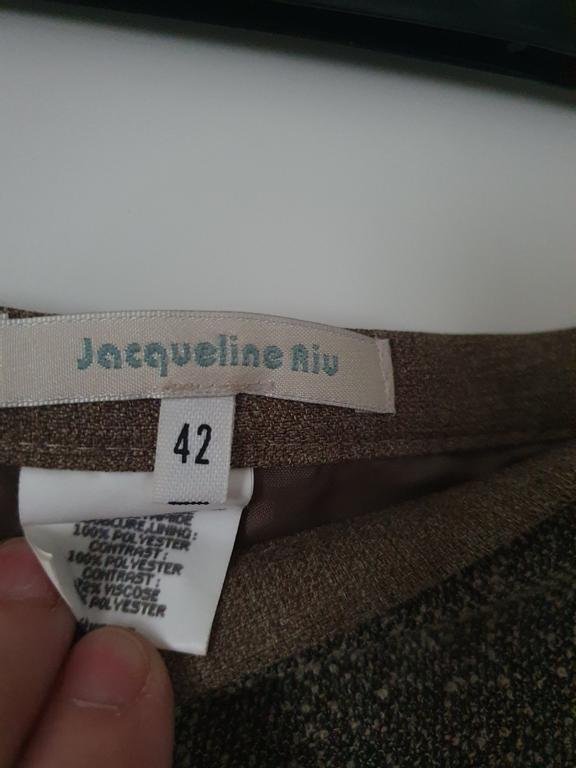 Jacqueline Riu
42
100% POLYESTER
CONTRAST:
100% POLYESTER
CONTRAST:
% VISCOSE
% POLYESTER